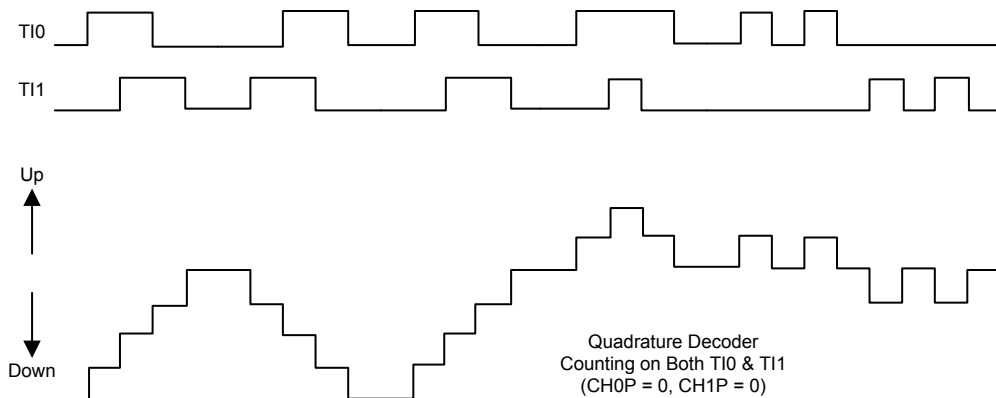 TI0
TI1
Up
Down
Quadrature Decoder
Counting on Both TI0 & TI1
(CH0P = 0, CH1P = 0)